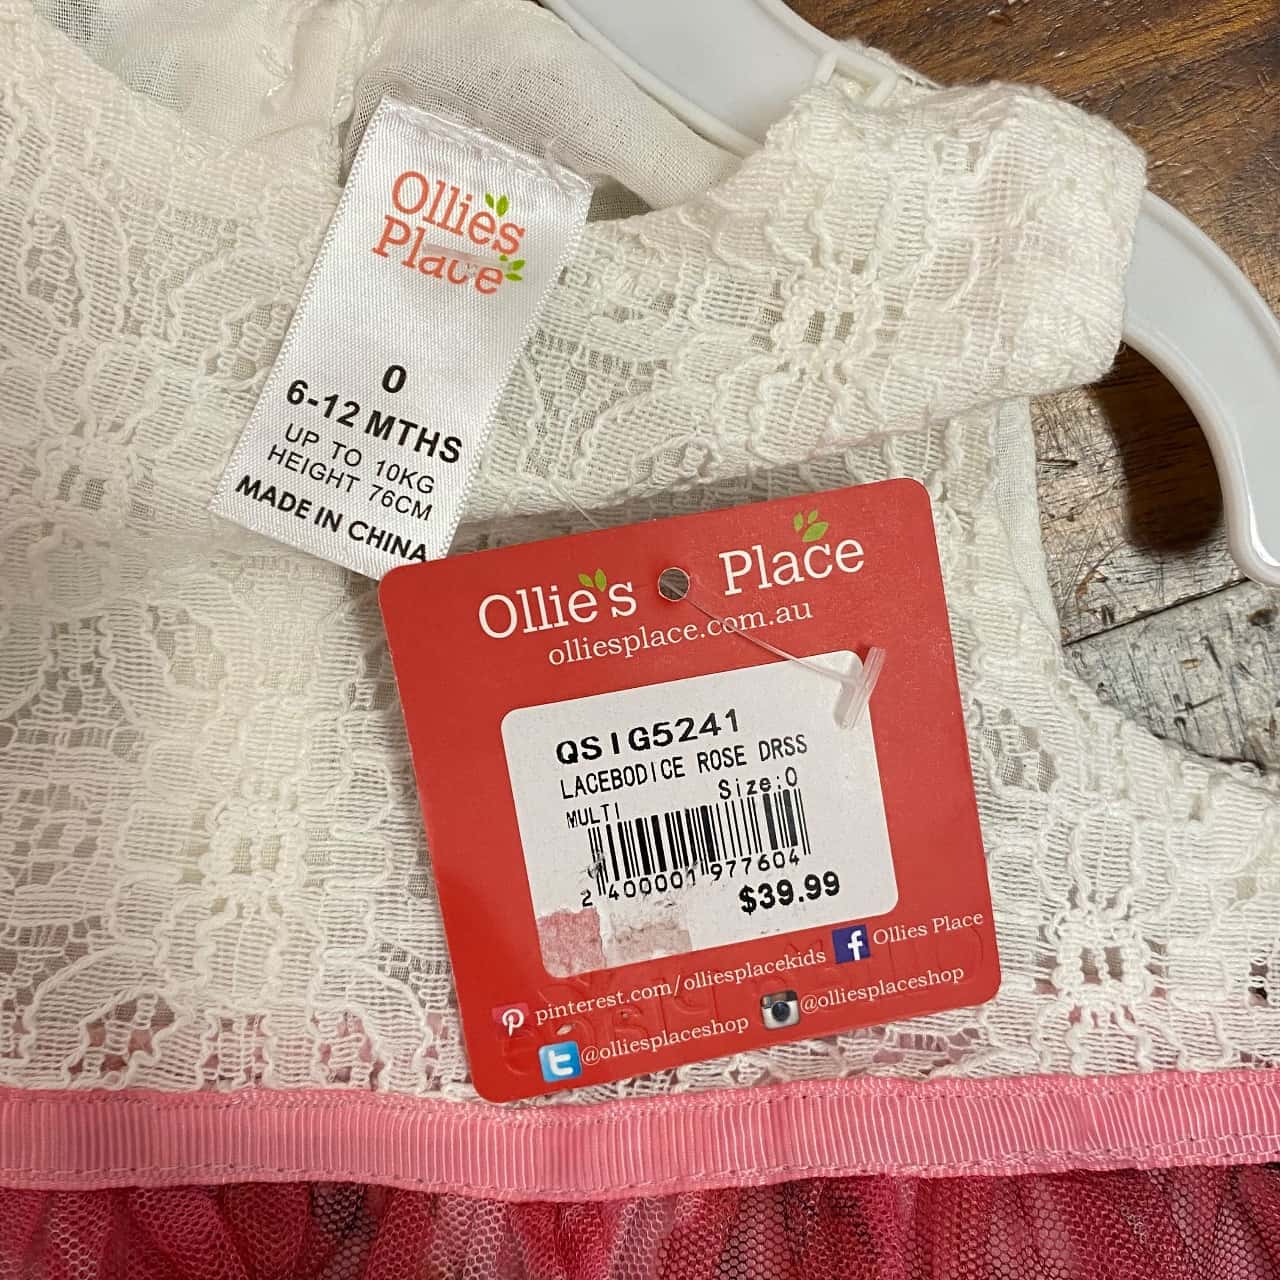 Ollie's
Place
0
6-12 MTHS
UP TO 10KG
HEIGHT 76CM
MADE IN CHINA
Ollie's Place
olliesplace.com.au
QSIG5241
LACEBODICE ROSE DRSS
MULTI Size:0
2 400001 977604
$39.99
Ollies Place
pinterest.com/olliesplacekids
@olliesplaceshop
@olliesplaceshop